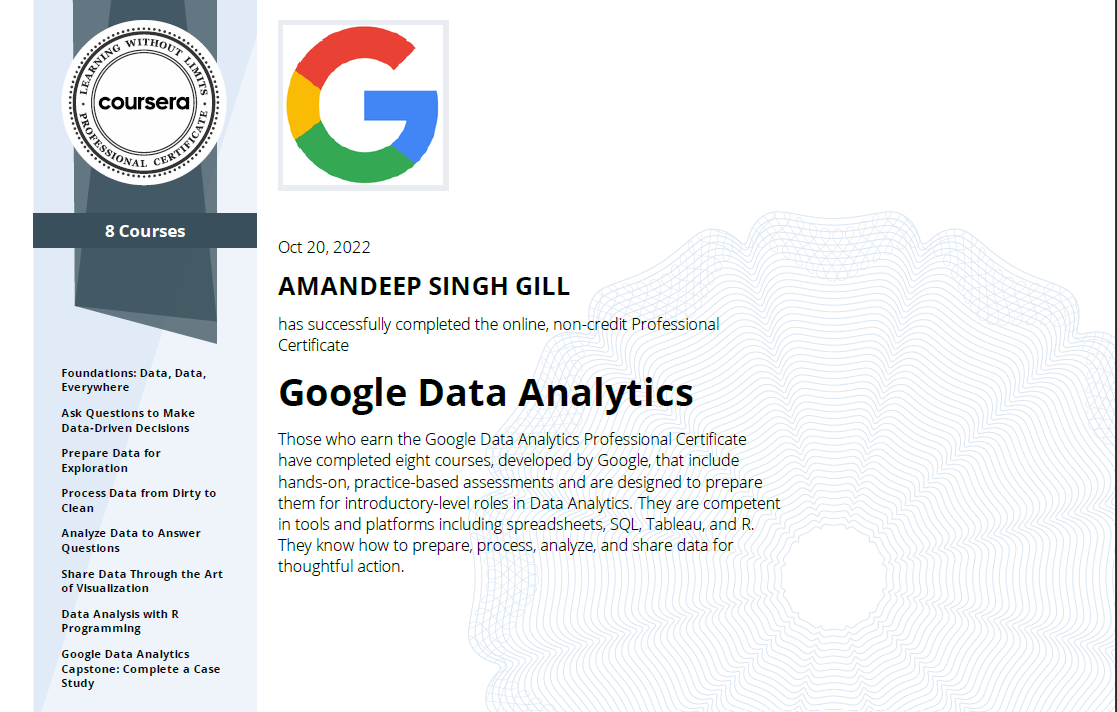 LEARNING WITHOUT LIMITS
coursera
PROFESSIONAL CERTIFICATE
8 Courses
Foundations: Data, Data,
Everywhere
Ask Questions to Make
Data-Driven Decisions
Prepare Data for
Exploration
Process Data from Dirty to
Clean
Analyze Data to Answer
Questions
Share Data Through the Art
of Visualization
Data Analysis with R
Programming
Google Data Analytics
Capstone: Complete a Case
Study
Oct 20, 2022
AMANDEEP SINGH GILL
has successfully completed the online, non-credit Professional
Certificate
Google Data Analytics
Those who earn the Google Data Analytics Professional Certificate
have completed eight courses, developed by Google, that include
hands-on, practice-based assessments and are designed to prepare
them for introductory-level roles in Data Analytics. They are competent
in tools and platforms including spreadsheets, SQL, Tableau, and R.
They know how to prepare, process, analyze, and share data for
thoughtful action.